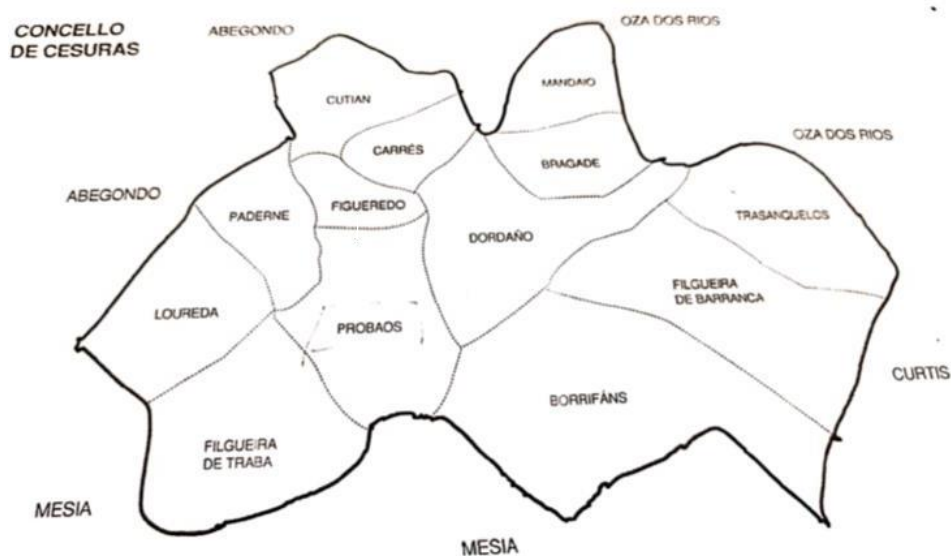 CONCELLO
DE CESURAS
ABEGONDO
OZA DOS RIOS
CUTIAN
MANDAIO
CARRÉS
BRAGADE
OZA DOS RIOS
ABEGONDO
PADERNE
FIGUEREDO
DORDAÑO
TRASANQUELOS
LOUREDA
PROBAOS
FILGUEIRA
DE BARRANCA
CURTIS
BORRIFÁNS
FILGUEIRA
DE TRABA
MESIA
MESIA